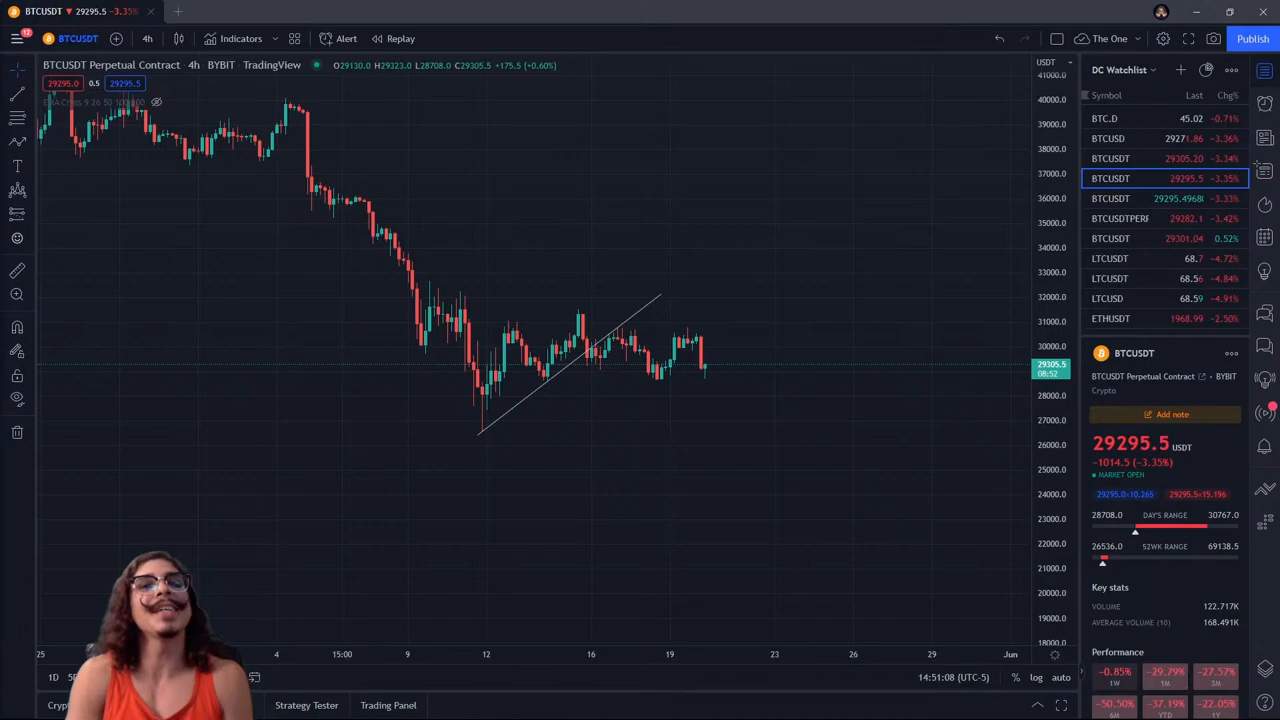 BTCUSDT ▼ 29295.5 −3.35%
12
BTCUSDT
4h
Indicators
Alert
Replay
The One
Publish
BTCUSDT Perpetual Contract · 4h · BYBIT · TradingView
O29130.0 H29323.0 L28708.0 C29305.5 +175.5 (+0.60%)
29295.0
0.5
29295.5
EMA Cross 9 26 50 100 200
USDT
41000.0
40000.0
39000.0
38000.0
37000.0
36000.0
35000.0
34000.0
33000.0
32000.0
31000.0
30000.0
29305.5
08:52
28000.0
27000.0
26000.0
25000.0
24000.0
23000.0
22000.0
21000.0
20000.0
19000.0
18000.0
25
4
15:00
9
12
16
19
23
26
29
Jun
1D
14:51:08 (UTC-5)
%
log
auto
Strategy Tester
Trading Panel
DC Watchlist
Symbol Last Chg%
BTC.D 45.02 −0.71%
BTCUSD 29271.86 −3.36%
BTCUSDT 29305.20 −3.34%
BTCUSDT 29295.5 −3.35%
BTCUSDT 29295.4968 −3.33%
BTCUSDTPERF 29282.1 −3.42%
BTCUSDT 29301.04 0.52%
LTCUSDT 68.7 −4.72%
LTCUSDT 68.56 −4.84%
LTCUSD 68.59 −4.91%
ETHUSDT 1968.99 −2.50%
BTCUSDT
BTCUSDT Perpetual Contract • BYBIT
Crypto
Add note
29295.5 USDT
−1014.5 (−3.35%)
MARKET OPEN
29295.0×10.265 29295.5×15.196
28708.0 DAY'S RANGE 30767.0
26536.0 52WK RANGE 69138.5
Key stats
VOLUME 122.717K
AVERAGE VOLUME (10) 168.491K
Performance
−0.85% −29.79% −27.57%
1W 1M 3M
−50.50% −37.19% −22.05%
6M YTD 1Y